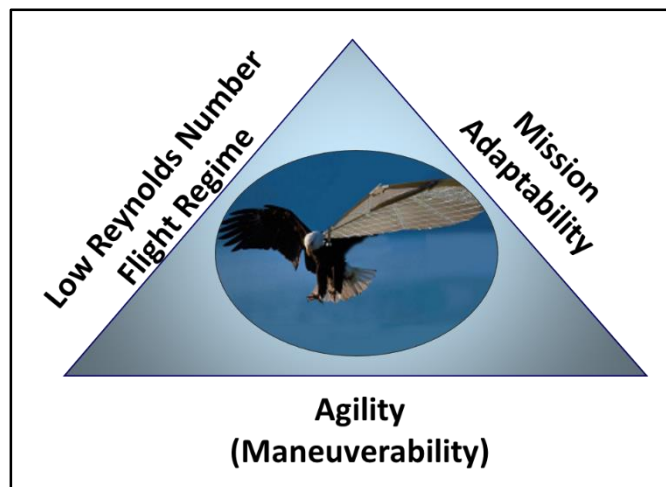 Low Reynolds Number
Flight Regime
Mission
Adaptability
Agility
(Maneuverability)